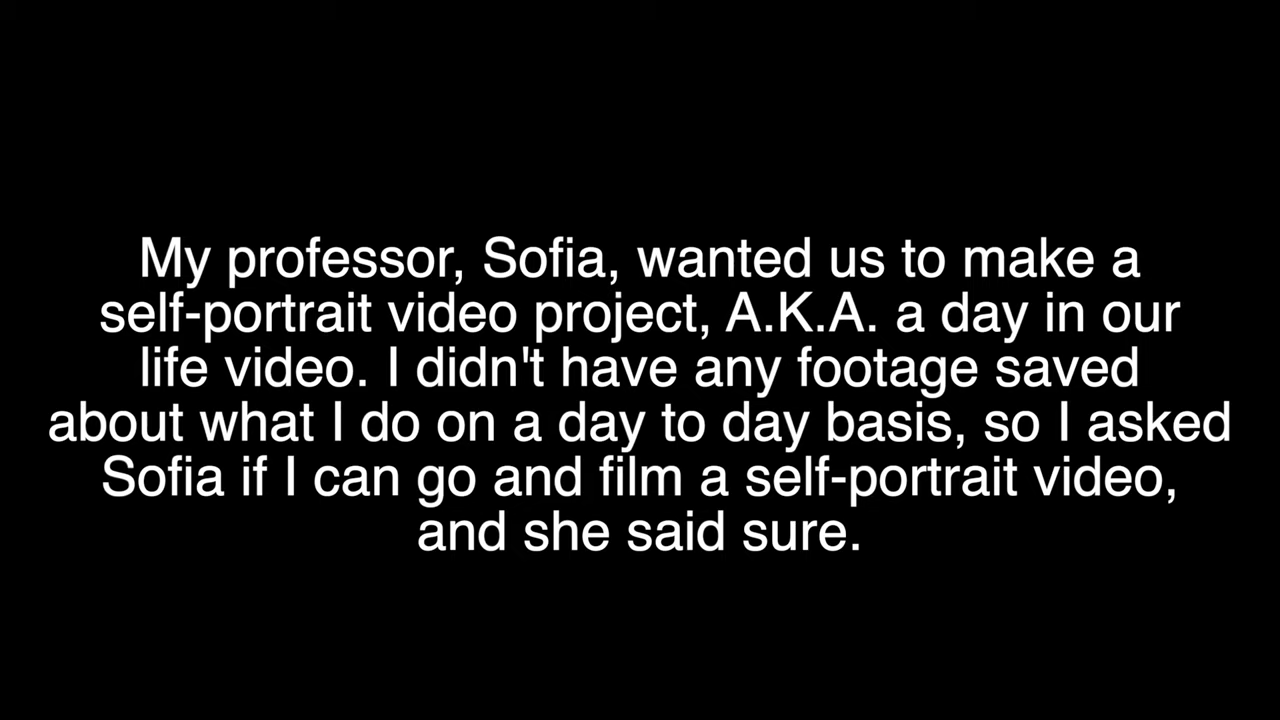 My professor, Sofia, wanted us to make a
self-portrait video project, A.K.A. a day in our
life video. I didn't have any footage saved
about what I do on a day to day basis, so I asked
Sofia if I can go and film a self-portrait video,
and she said sure.